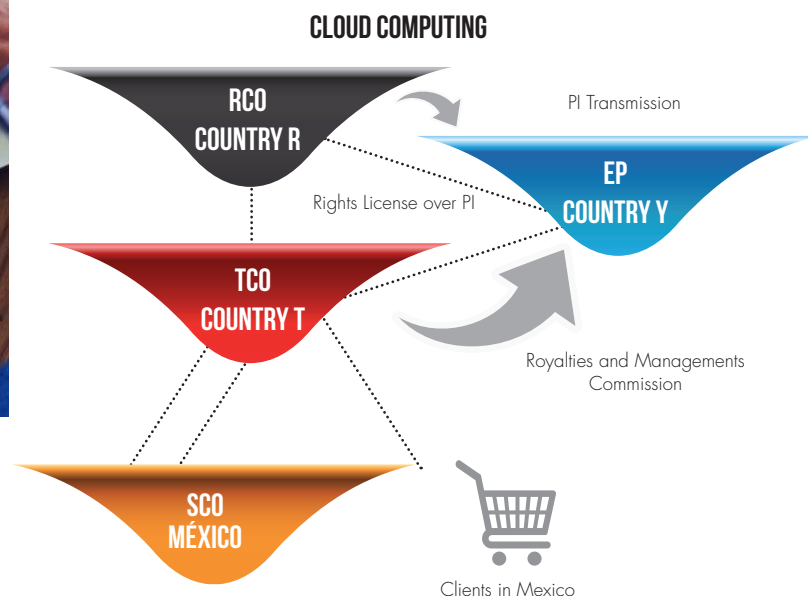 CLOUD COMPUTING
RCO
COUNTRY R
PI Transmission
EP
COUNTRY Y
Rights License over PI
TCO
COUNTRY T
Royalties and Managements
Commission
SCO
MÉXICO
Clients in Mexico